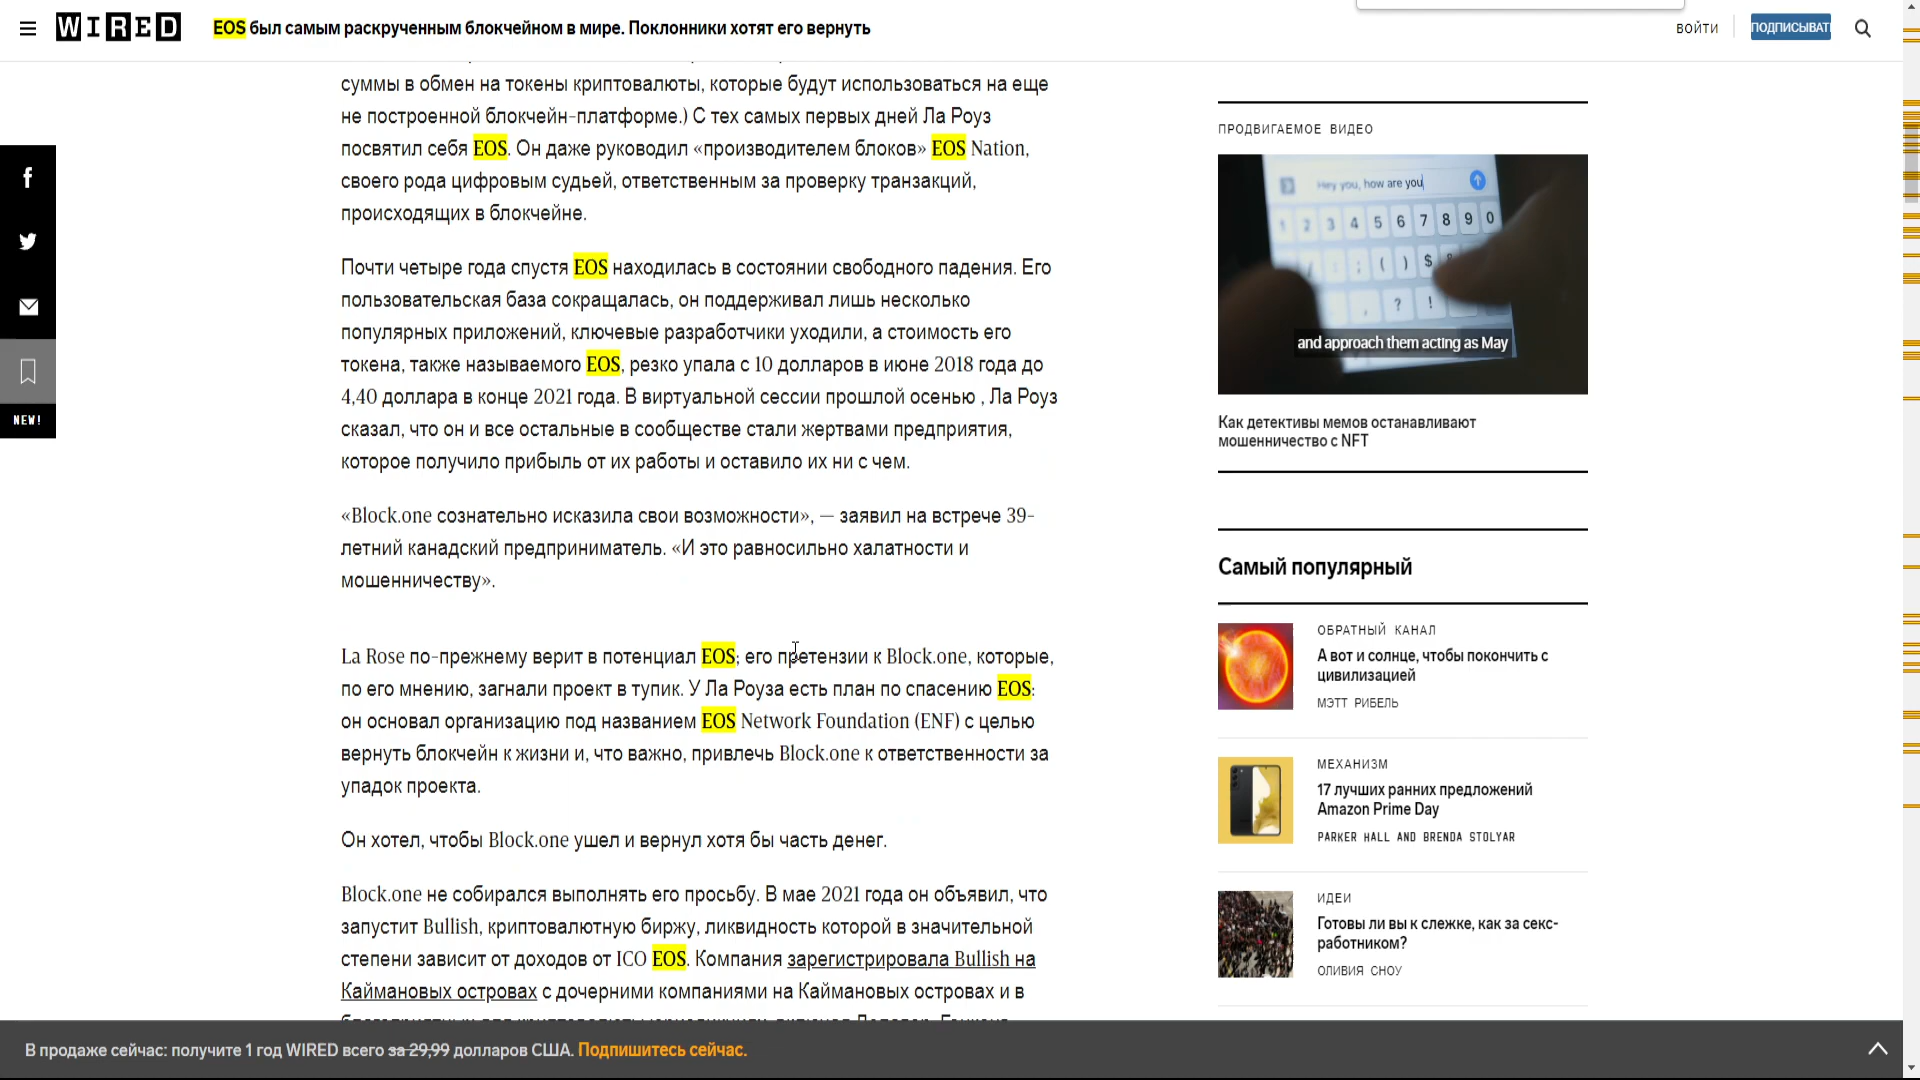 WIRED
EOS был самым раскрученным блокчейном в мире. Поклонники хотят его вернуть
ВОЙТИ
ПОДПИСЫВАТ
суммы в обмен на токены криптовалюты, которые будут использоваться на еще
не построенной блокчейн-платформе.) С тех самых первых дней Ла Роуз
посвятил себя EOS. Он даже руководил «производителем блоков» EOS Nation,
своего рода цифровым судьей, ответственным за проверку транзакций,
происходящих в блокчейне.
Почти четыре года спустя EOS находилась в состоянии свободного падения. Его
пользовательская база сокращалась, он поддерживал лишь несколько
популярных приложений, ключевые разработчики уходили, а стоимость его
токена, также называемого EOS, резко упала с 10 долларов в июне 2018 года до
4,40 доллара в конце 2021 года. В виртуальной сессии прошлой осенью , Ла Роуз
сказал, что он и все остальные в сообществе стали жертвами предприятия,
которое получило прибыль от их работы и оставило их ни с чем.
«Block.one сознательно исказила свои возможности», — заявил на встрече 39-
летний канадский предприниматель. «И это равносильно халатности и
мошенничеству».
La Rose по-прежнему верит в потенциал EOS; его претензии к Block.one, которые,
по его мнению, загнали проект в тупик. У Ла Роуза есть план по спасению EOS:
он основал организацию под названием EOS Network Foundation (ENF) с целью
вернуть блокчейн к жизни и, что важно, привлечь Block.one к ответственности за
упадок проекта.
Он хотел, чтобы Block.one ушел и вернул хотя бы часть денег.
Block.one не собирался выполнять его просьбу. В мае 2021 года он объявил, что
запустит Bullish, криптовалютную биржу, ликвидность которой в значительной
степени зависит от доходов от ICO EOS. Компания зарегистрировала Bullish на
Каймановых островах с дочерними компаниями на Каймановых островах и в
NEW!
ПРОДВИГАЕМОЕ ВИДЕО
Hey you, how are you
1 2 3 4 5 6 7 8 9 0
/ : ; ( ) $ &
. , ? !
and approach them acting as May
Как детективы мемов останавливают
мошенничество с NFT
Самый популярный
ОБРАТНЫЙ КАНАЛ
А вот и солнце, чтобы покончить с
цивилизацией
МЭТТ РИБЕЛЬ
МЕХАНИЗМ
17 лучших ранних предложений
Amazon Prime Day
PARKER HALL AND BRENDA STOLYAR
ИДЕИ
Готовы ли вы к слежке, как за секс-
работником?
ОЛИВИЯ СНОУ
В продаже сейчас: получите 1 год WIRED всего за 29,99 долларов США. Подпишитесь сейчас.